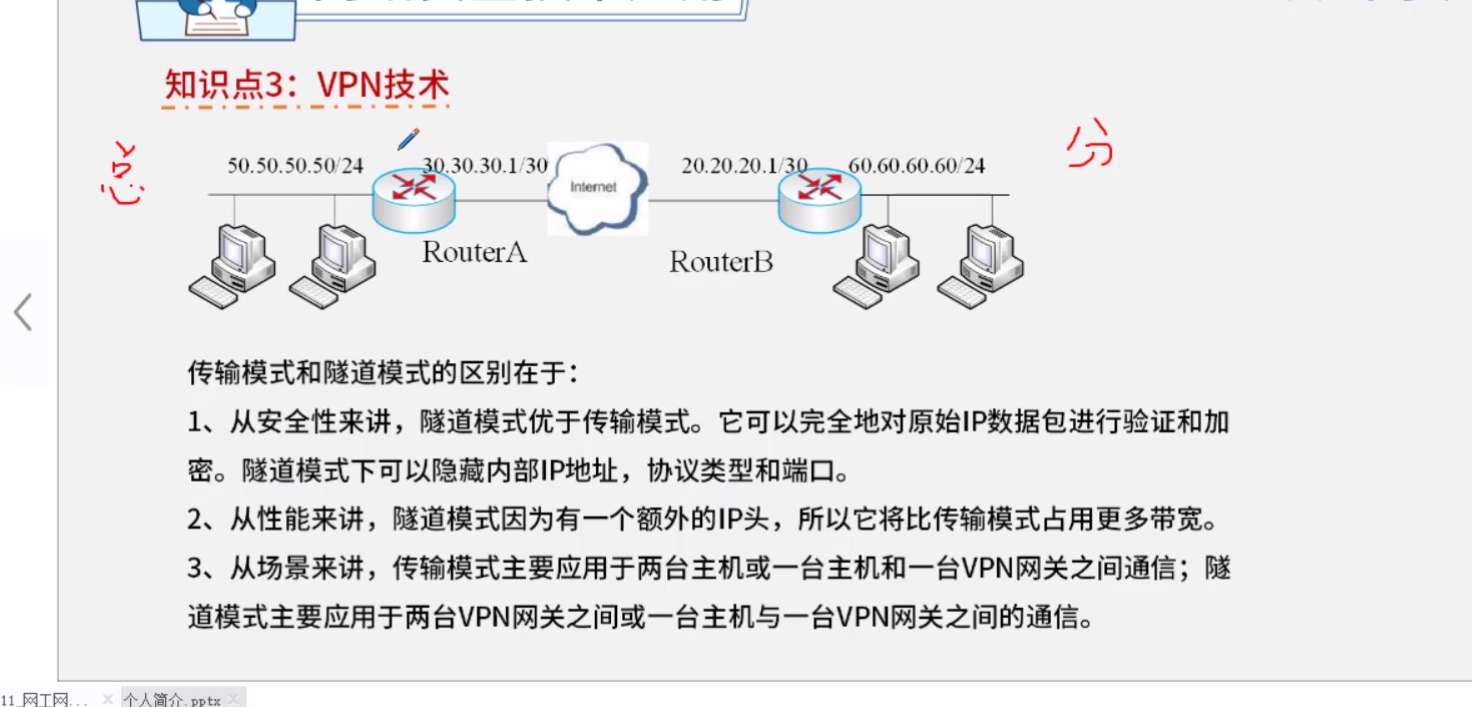 知识点3：VPN技术
总
分
50.50.50.50/24
30.30.30.1/30
20.20.20.1/30
60.60.60.60/24
Internet
RouterA
RouterB
传输模式和隧道模式的区别在于：
1、从安全性来讲，隧道模式优于传输模式。它可以完全地对原始IP数据包进行验证和加
密。隧道模式下可以隐藏内部IP地址，协议类型和端口。
2、从性能来讲，隧道模式因为有一个额外的IP头，所以它将比传输模式占用更多带宽。
3、从场景来讲，传输模式主要应用于两台主机或一台主机和一台VPN网关之间通信；隧
道模式主要应用于两台VPN网关之间或一台主机与一台VPN网关之间的通信。
11_网工网...
个人简介.pptx